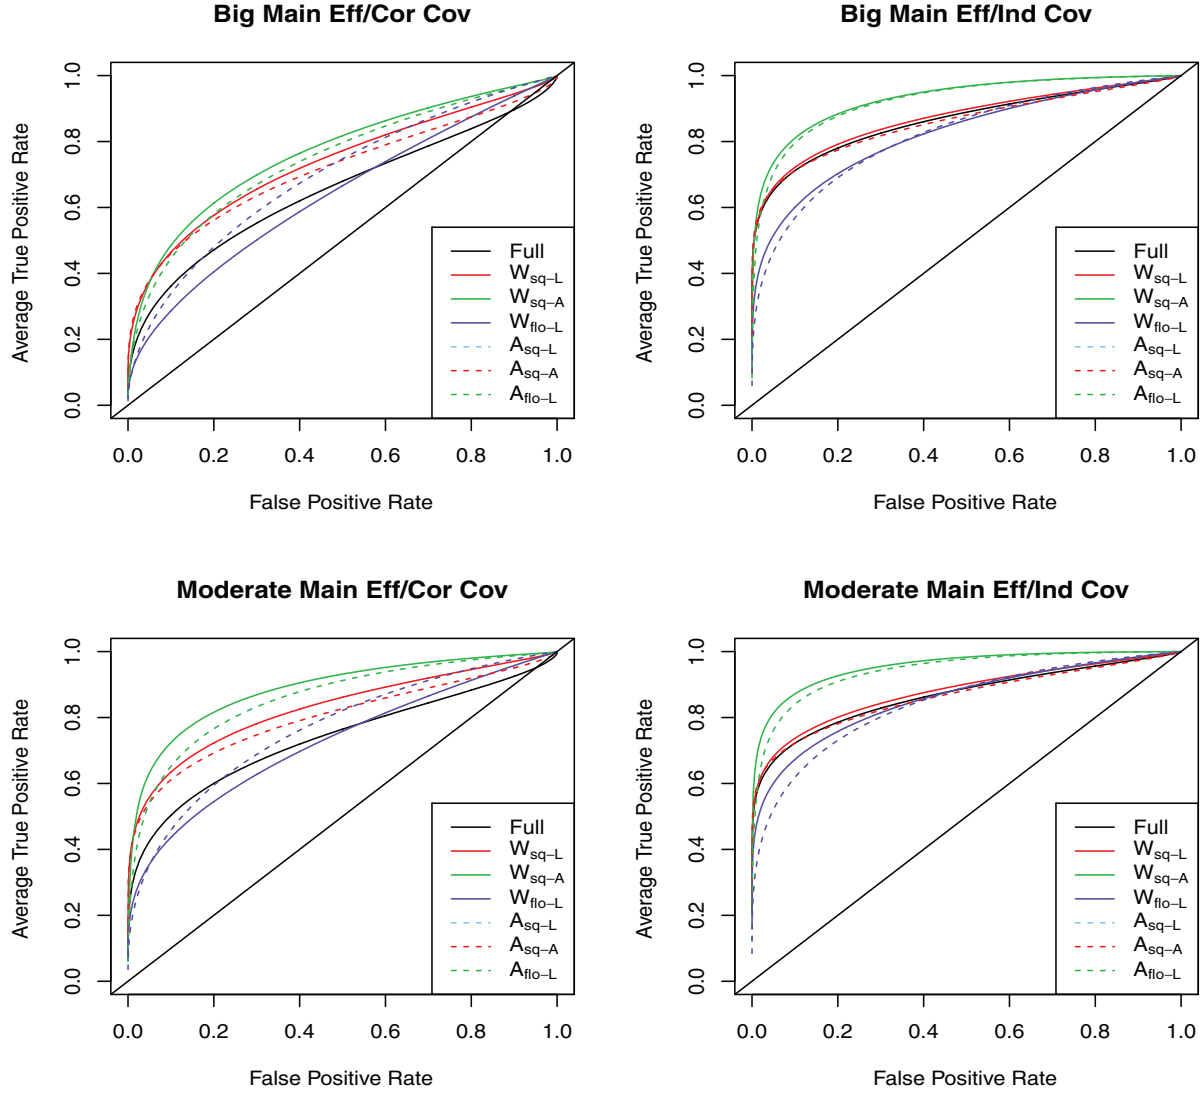 Big Main Eff/Cor Cov
Average True Positive Rate
1.0
0.8
0.6
0.4
0.2
0.0
Full
Wsq−L
Wsq−A
Wflo−L
Asq−L
Asq−A
Aflo−L
0.0 0.2 0.4 0.6 0.8 1.0
False Positive Rate
Big Main Eff/Ind Cov
Average True Positive Rate
1.0
0.8
0.6
0.4
0.2
0.0
Full
Wsq−L
Wsq−A
Wflo−L
Asq−L
Asq−A
Aflo−L
0.0 0.2 0.4 0.6 0.8 1.0
False Positive Rate
Moderate Main Eff/Cor Cov
Average True Positive Rate
1.0
0.8
0.6
0.4
0.2
0.0
Full
Wsq−L
Wsq−A
Wflo−L
Asq−L
Asq−A
Aflo−L
0.0 0.2 0.4 0.6 0.8 1.0
False Positive Rate
Moderate Main Eff/Ind Cov
Average True Positive Rate
1.0
0.8
0.6
0.4
0.2
0.0
Full
Wsq−L
Wsq−A
Wflo−L
Asq−L
Asq−A
Aflo−L
0.0 0.2 0.4 0.6 0.8 1.0
False Positive Rate